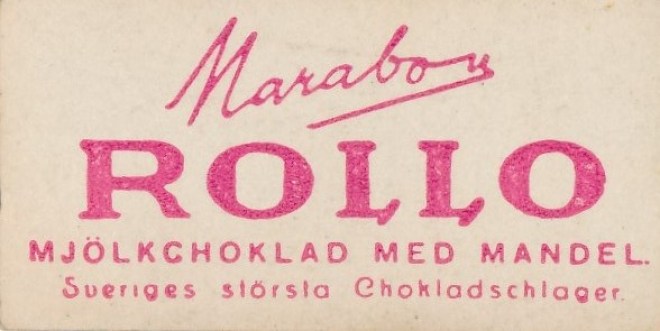 Marabou
ROLLO
MJÖLKCHOKLAD MED MANDEL.
Sveriges största Chokladschlager.